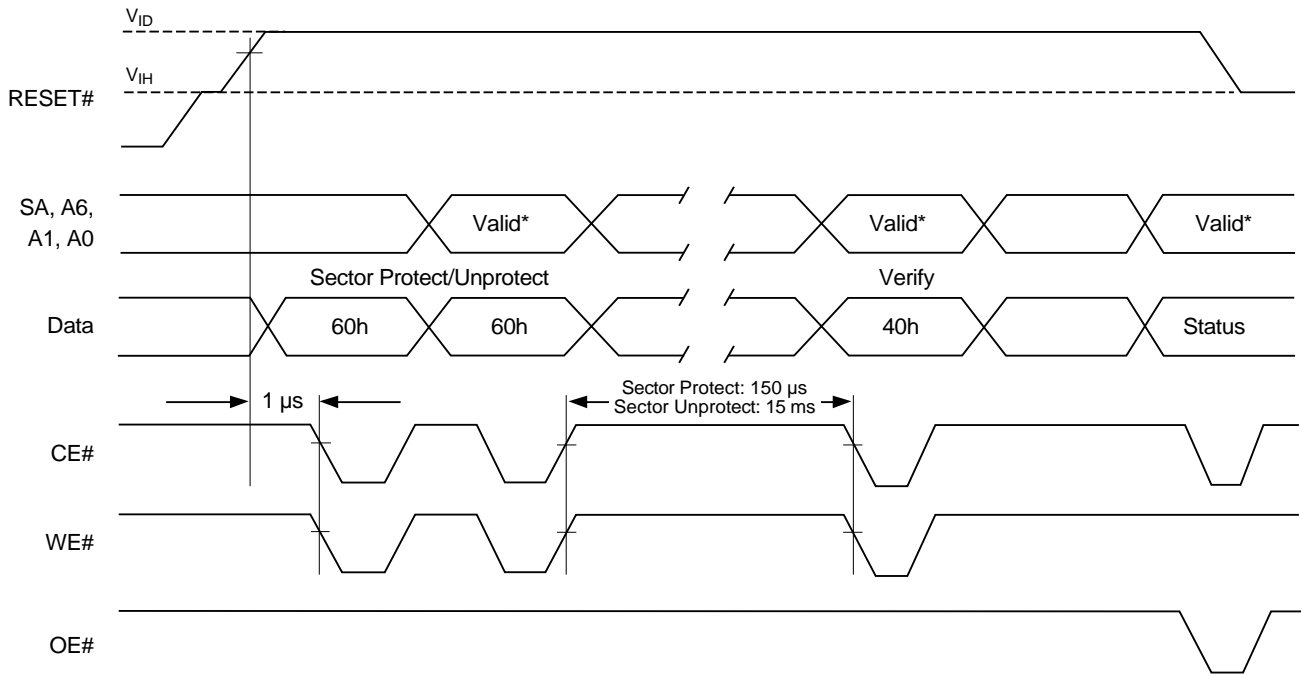 VID
VIH
RESET#
SA, A6,
A1, A0
Valid*
Valid*
Valid*
Sector Protect/Unprotect
Verify
Data
60h
60h
40h
Status
1 µs
Sector Protect: 150 µs
Sector Unprotect: 15 ms
CE#
WE#
OE#